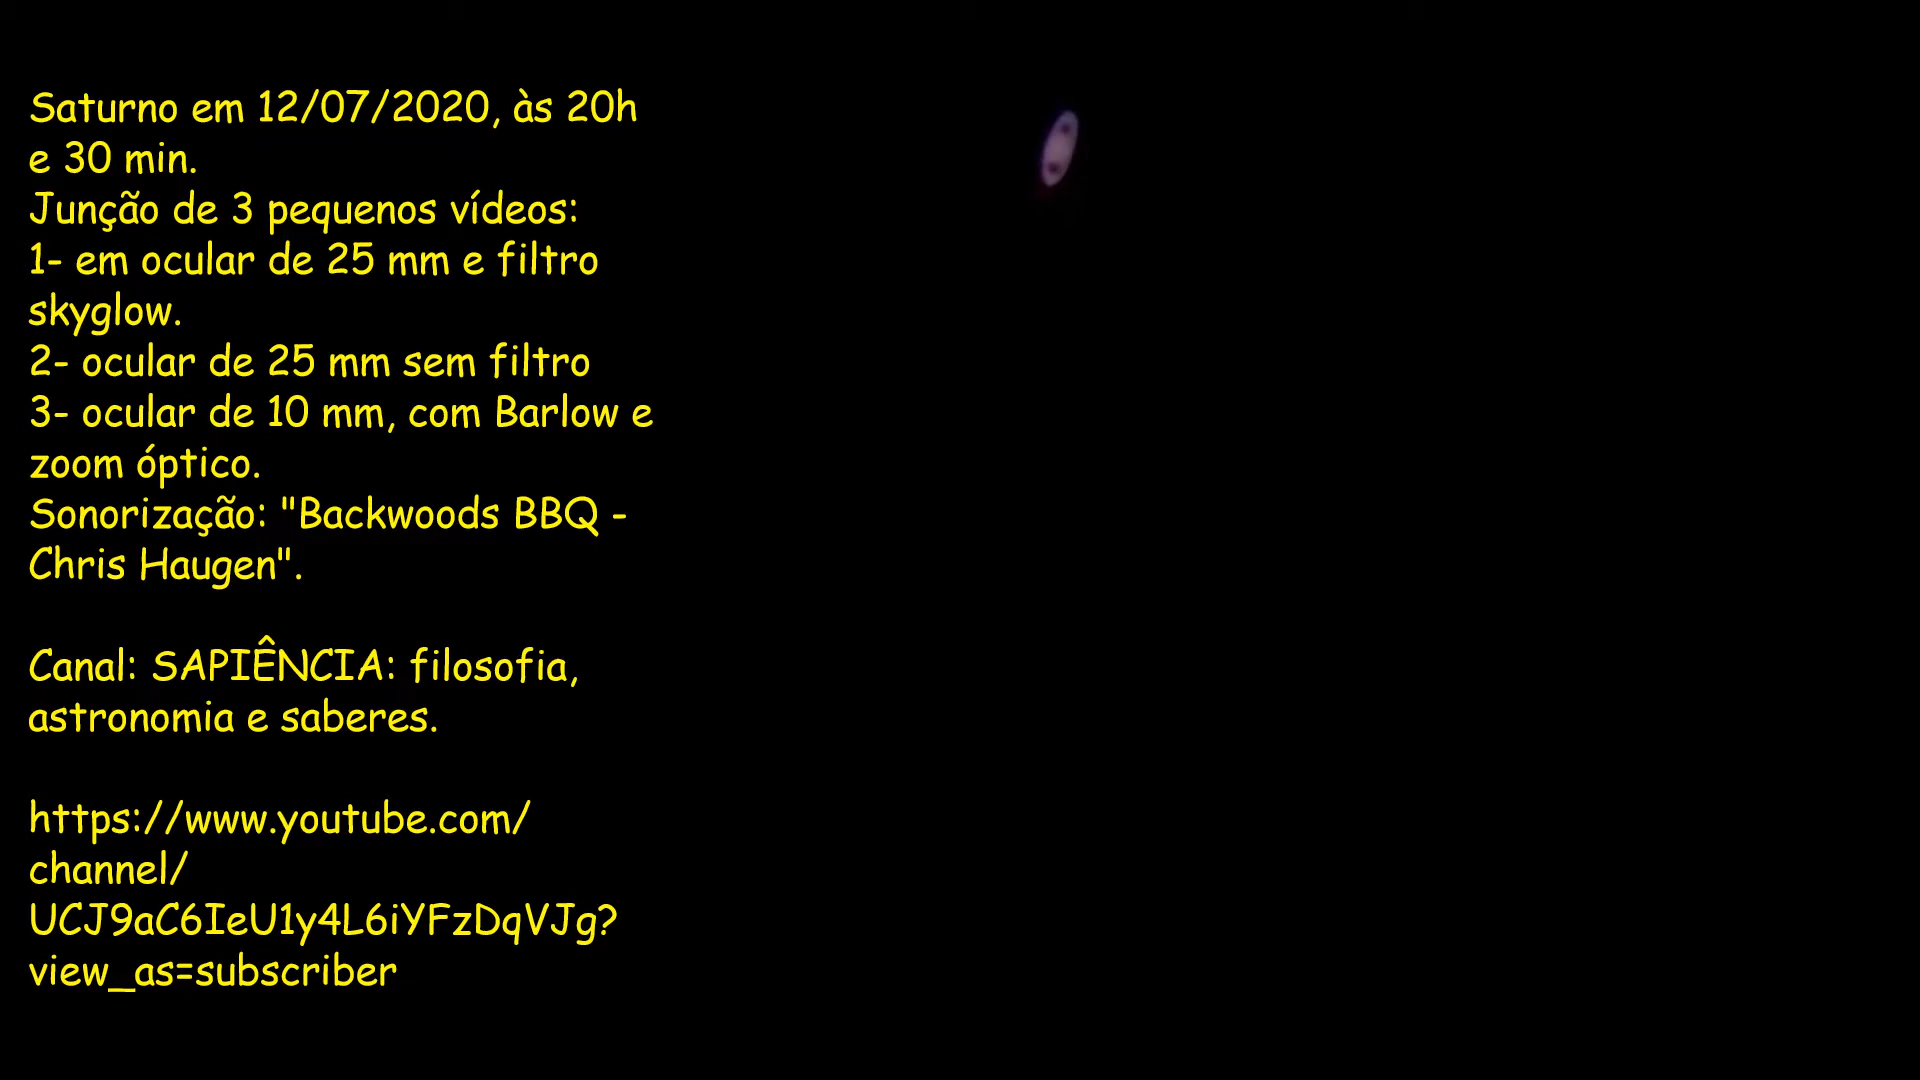 Saturno em 12/07/2020, às 20h
e 30 min.
Junção de 3 pequenos vídeos:
1- em ocular de 25 mm e filtro
skyglow.
2- ocular de 25 mm sem filtro
3- ocular de 10 mm, com Barlow e
zoom óptico.
Sonorização: "Backwoods BBQ -
Chris Haugen".
Canal: SAPIÊNCIA: filosofia,
astronomia e saberes.
https://www.youtube.com/
channel/
UCJ9aC6IeU1y4L6iYFzDqVJg?
view_as=subscriber